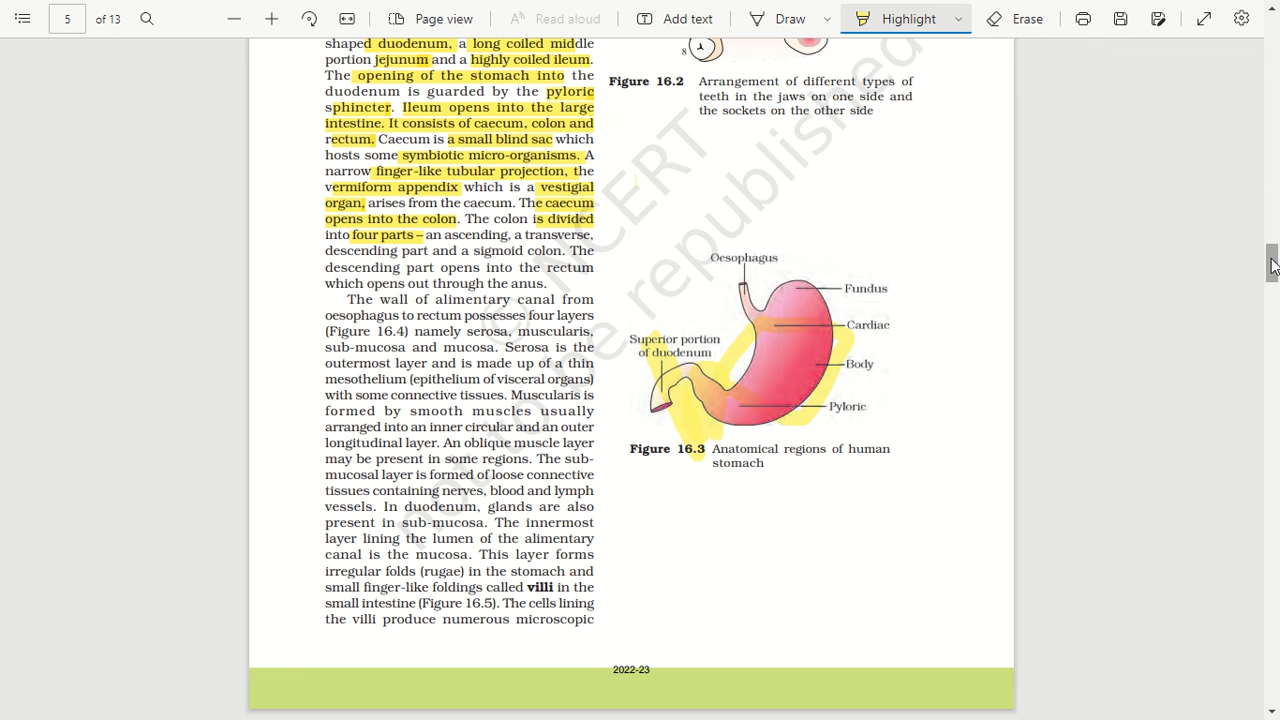 5 of 13 Page view Read aloud Add text Draw Highlight Erase
shaped duodenum, a long coiled middle
portion jejunum and a highly coiled ileum.
The opening of the stomach into the
duodenum is guarded by the pyloric
sphincter. Ileum opens into the large
intestine. It consists of caecum, colon and
rectum. Caecum is a small blind sac which
hosts some symbiotic micro-organisms. A
narrow finger-like tubular projection, the
vermiform appendix which is a vestigial
organ, arises from the caecum. The caecum
opens into the colon. The colon is divided
into four parts – an ascending, a transverse,
descending part and a sigmoid colon. The
descending part opens into the rectum
which opens out through the anus.
The wall of alimentary canal from
oesophagus to rectum possesses four layers
(Figure 16.4) namely serosa, muscularis,
sub-mucosa and mucosa. Serosa is the
outermost layer and is made up of a thin
mesothelium (epithelium of visceral organs)
with some connective tissues. Muscularis is
formed by smooth muscles usually
arranged into an inner circular and an outer
longitudinal layer. An oblique muscle layer
may be present in some regions. The sub-
mucosal layer is formed of loose connective
tissues containing nerves, blood and lymph
vessels. In duodenum, glands are also
present in sub-mucosa. The innermost
layer lining the lumen of the alimentary
canal is the mucosa. This layer forms
irregular folds (rugae) in the stomach and
small finger-like foldings called villi in the
small intestine (Figure 16.5). The cells lining
the villi produce numerous microscopic
8
Figure 16.2 Arrangement of different types of
teeth in the jaws on one side and
the sockets on the other side
Oesophagus
Fundus
Cardiac
Superior portion
of duodenum
Body
Pyloric
Figure 16.3 Anatomical regions of human
stomach
© NCERT
not to be republished
2022-23